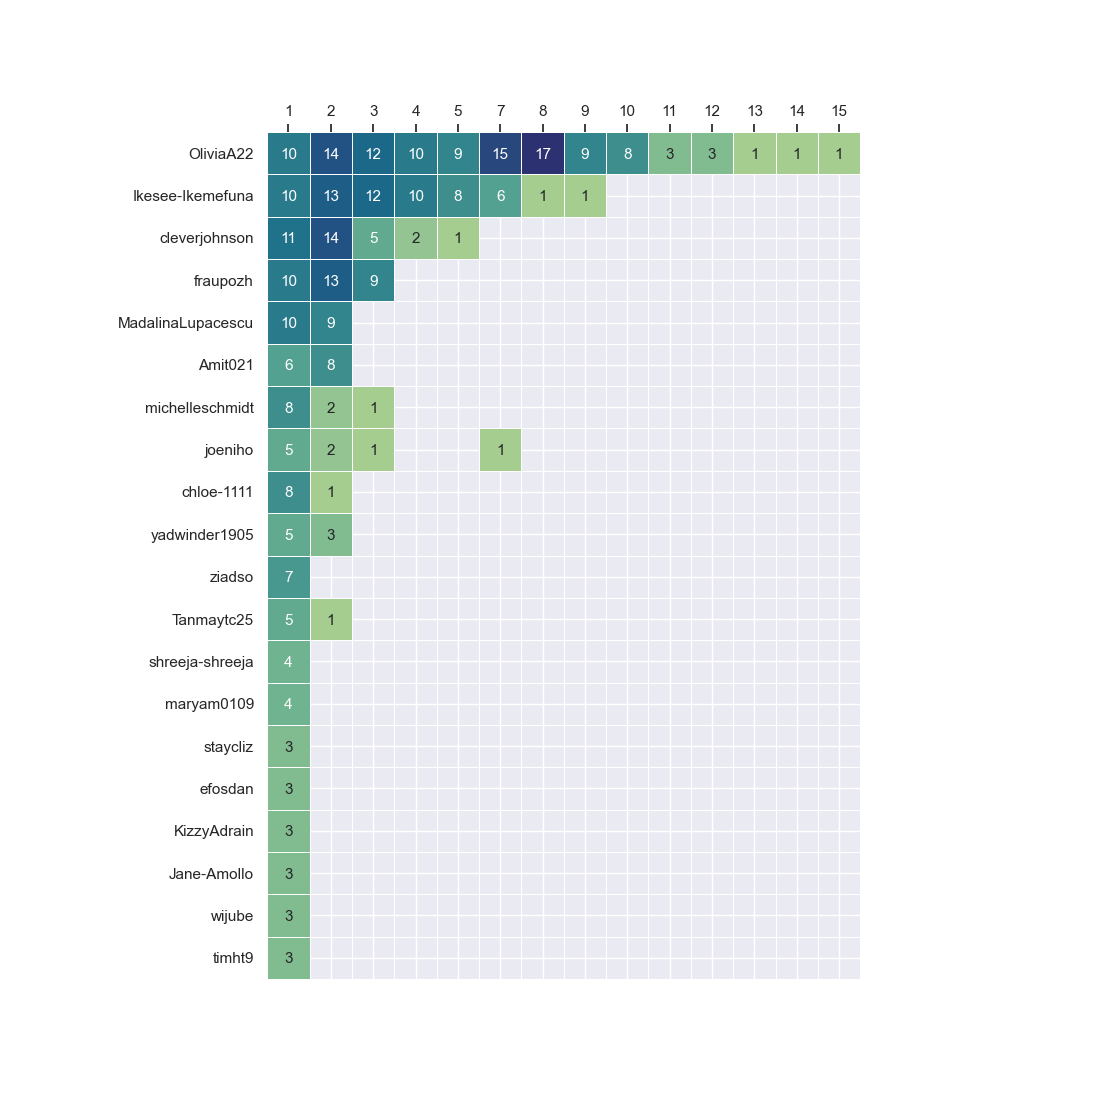 1 2 3 4 5 7 8 9 10 11 12 13 14 15
OliviaA22 10 14 12 10 9 15 17 9 8 3 3 1 1 1
Ikesee-Ikemefuna 10 13 12 10 8 6 1 1
cleverjohnson 11 14 5 2 1
fraupozh 10 13 9
MadalinaLupacescu 10 9
Amit021 6 8
michelleschmidt 8 2 1
joeniho 5 2 1 1
chloe-1111 8 1
yadwinder1905 5 3
ziadso 7
Tanmaytc25 5 1
shreeja-shreeja 4
maryam0109 4
staycliz 3
efosdan 3
KizzyAdrain 3
Jane-Amollo 3
wijube 3
timht9 3